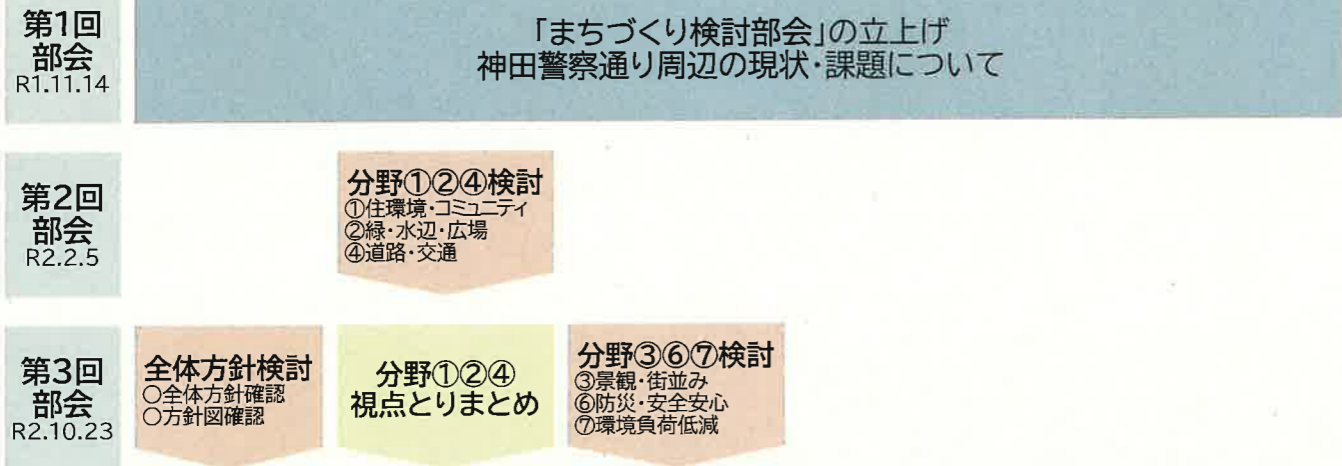 第1回
部会
R1.11.14
「まちづくり検討部会」の立上げ
神田警察通り周辺の現状・課題について
第2回
部会
R2.2.5
分野①②④検討
①住環境・コミュニティ
②緑・水辺・広場
④道路・交通
第3回
部会
R2.10.23
全体方針検討
○全体方針確認
○方針図確認
分野①②④
視点とりまとめ
分野③⑥⑦検討
③景観・街並み
⑥防災・安全安心
⑦環境負荷低減